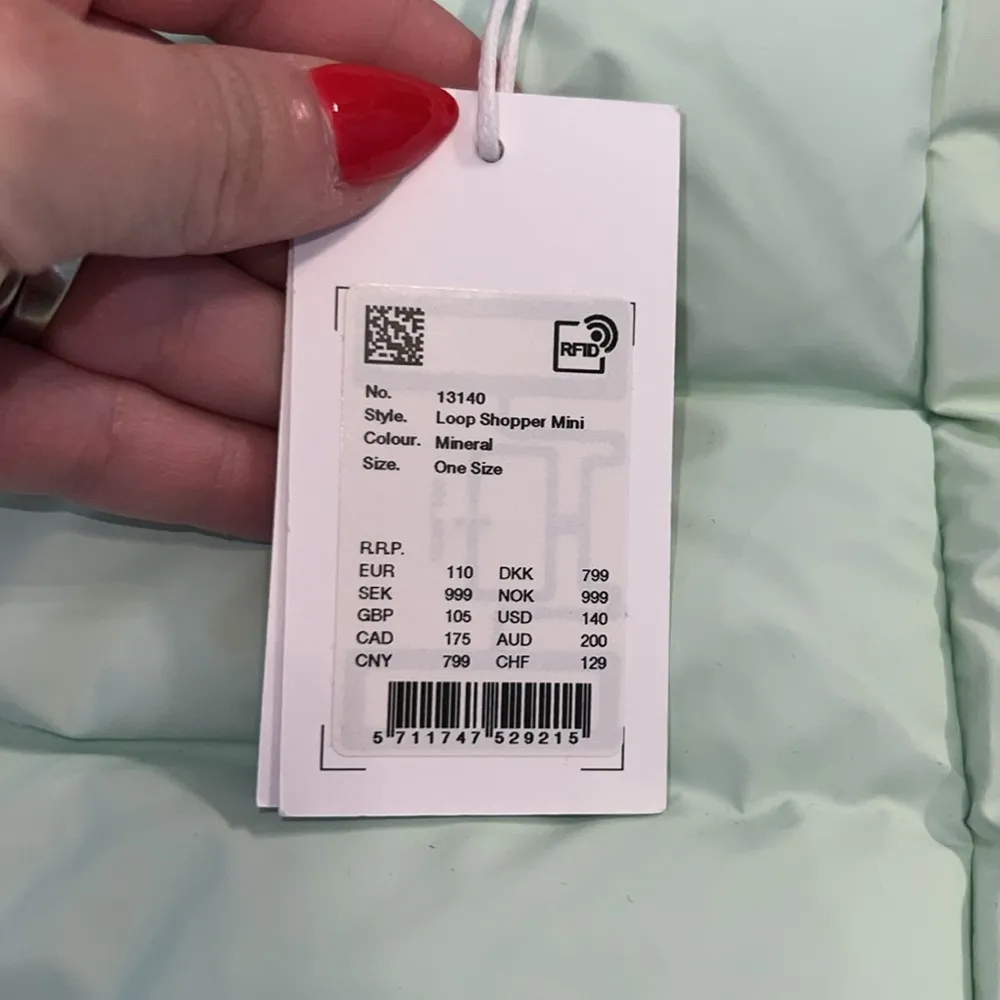 RFID
No. 13140
Style. Loop Shopper Mini
Colour. Mineral
Size. One Size
R.R.P.
EUR 110 DKK 799
SEK 999 NOK 999
GBP 105 USD 140
CAD 175 AUD 200
CNY 799 CHF 129
5 711747 529215